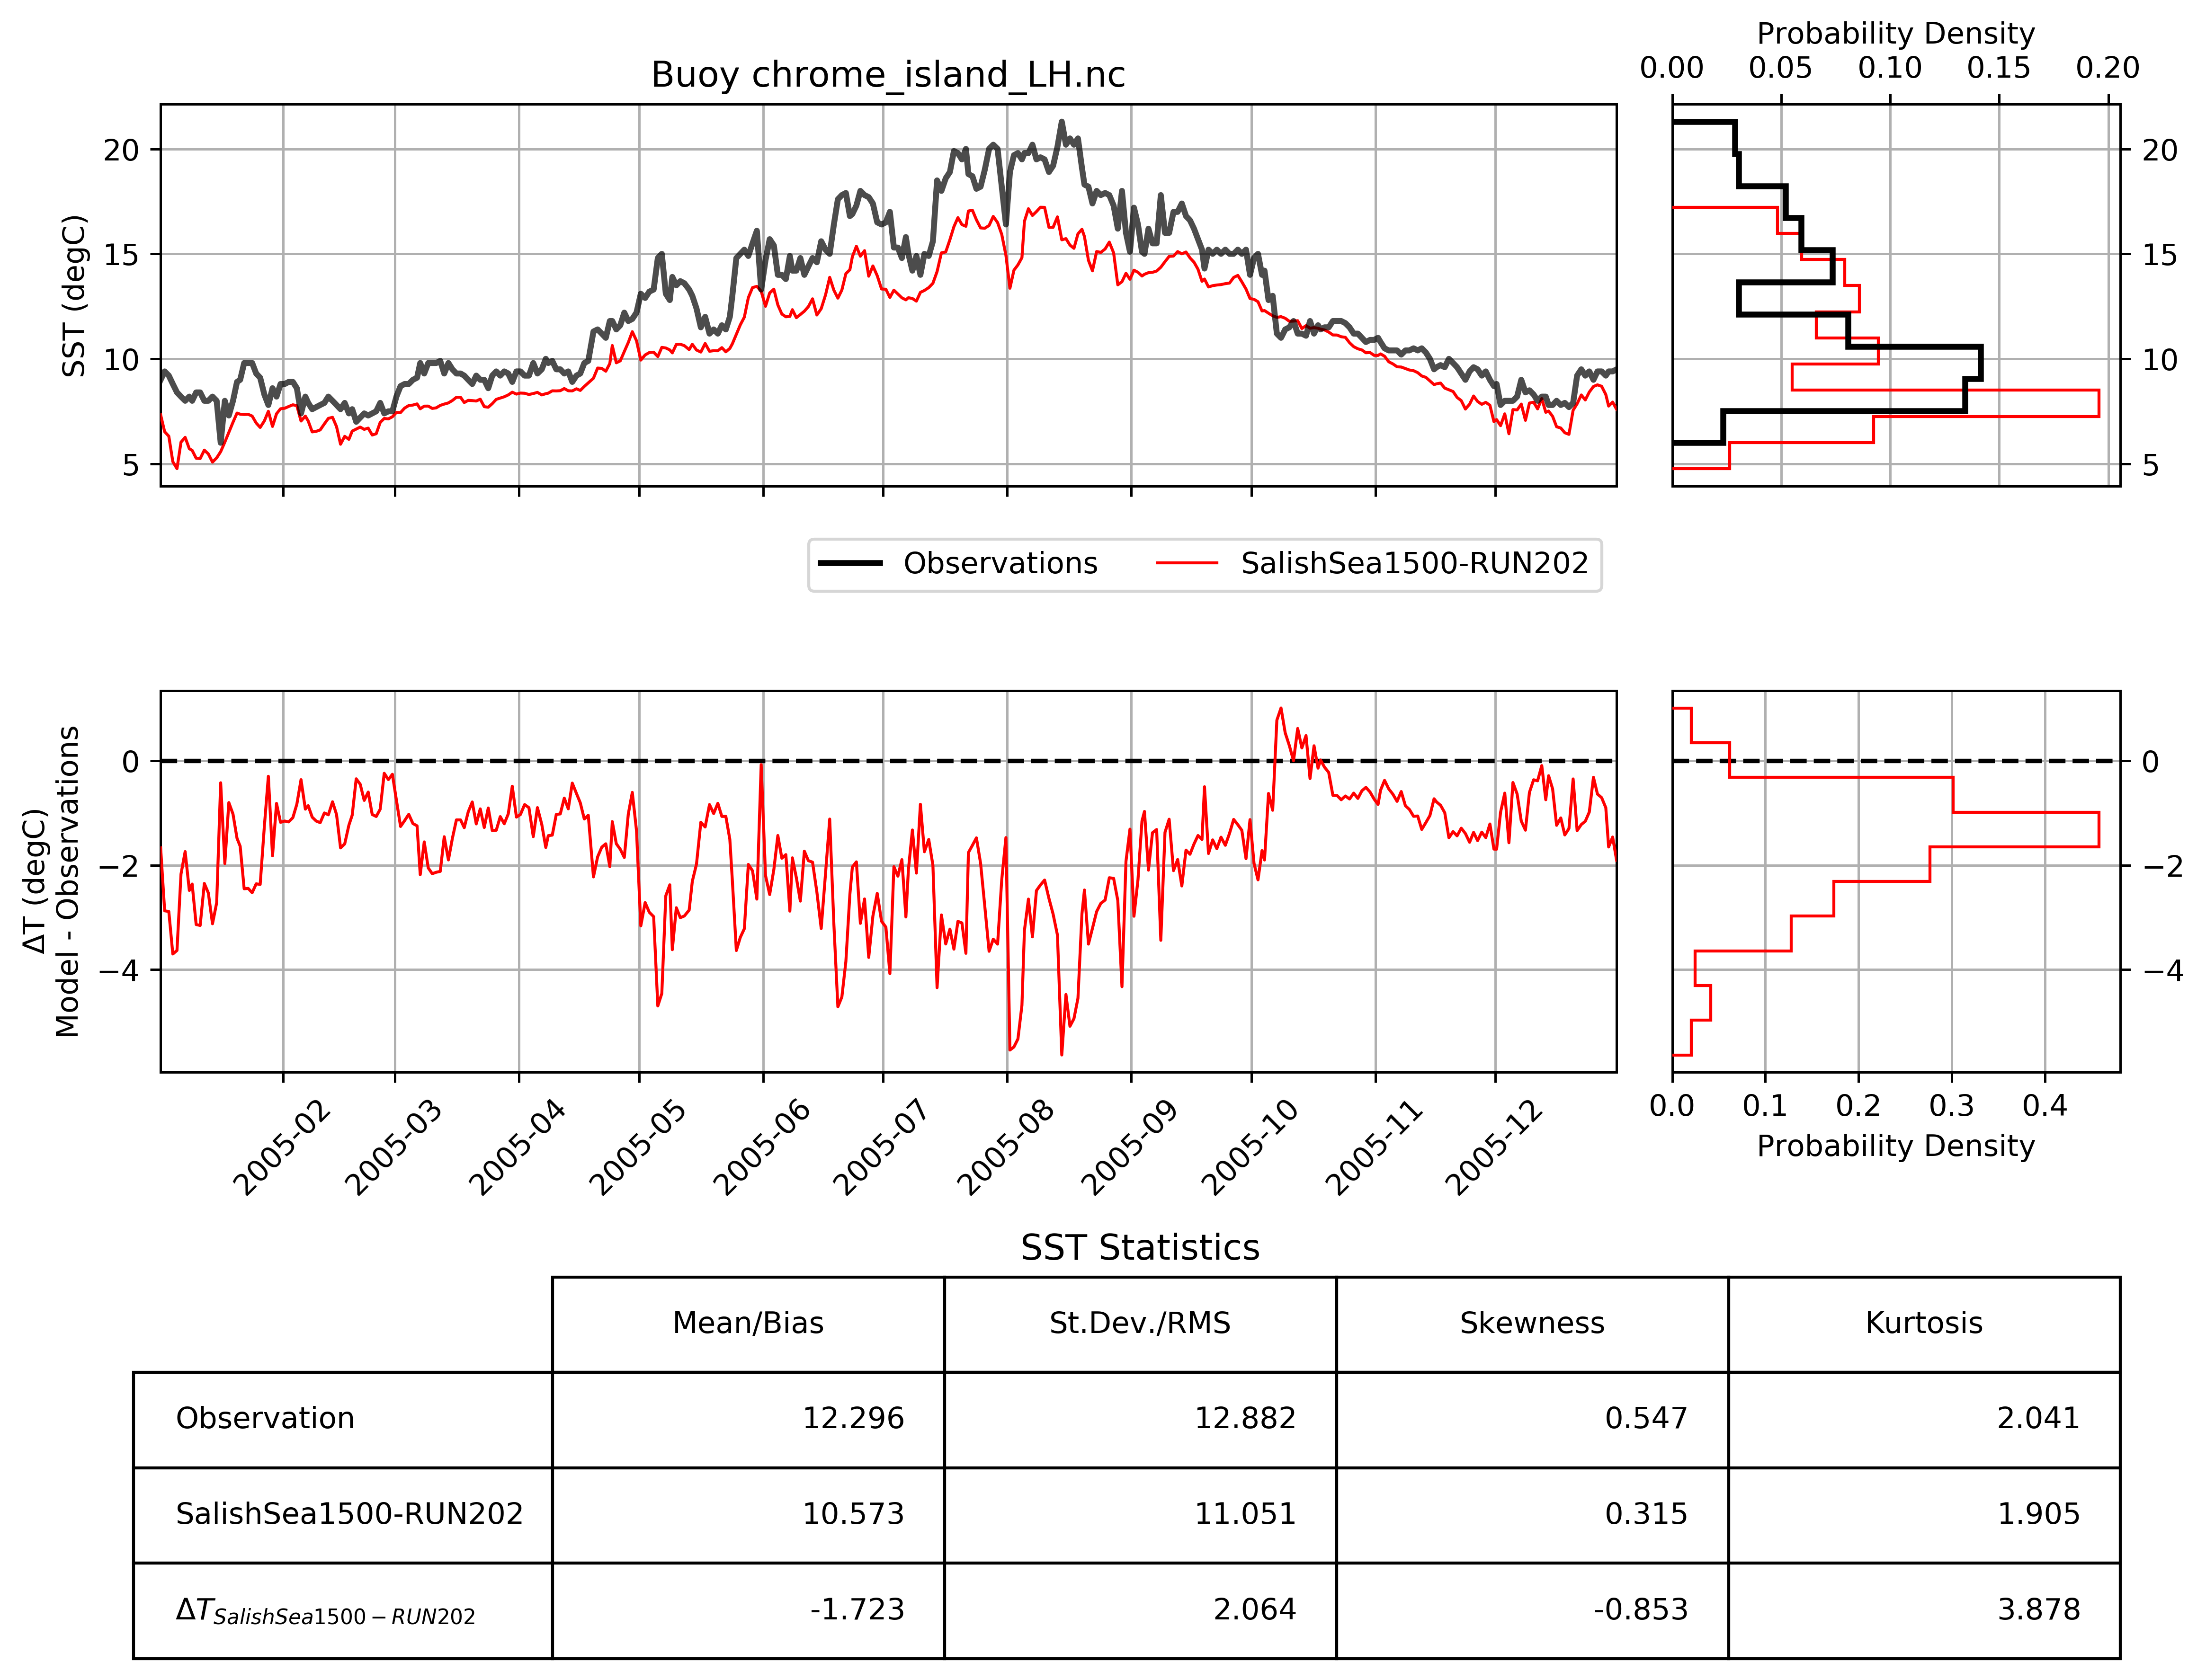 Probability Density
0.00 0.05 0.10 0.15 0.20
Buoy chrome_island_LH.nc
SST (degC)
20
15
10
5
20
15
10
5
Observations SalishSea1500-RUN202
ΔT (degC)
Model - Observations
0
−2
−4
0
−2
−4
2005-02 2005-03 2005-04 2005-05 2005-06 2005-07 2005-08 2005-09 2005-10 2005-11 2005-12
0.0 0.1 0.2 0.3 0.4
Probability Density
SST Statistics
Mean/Bias St.Dev./RMS Skewness Kurtosis
Observation 12.296 12.882 0.547 2.041
SalishSea1500-RUN202 10.573 11.051 0.315 1.905
ΔT SalishSea1500−RUN202 -1.723 2.064 -0.853 3.878